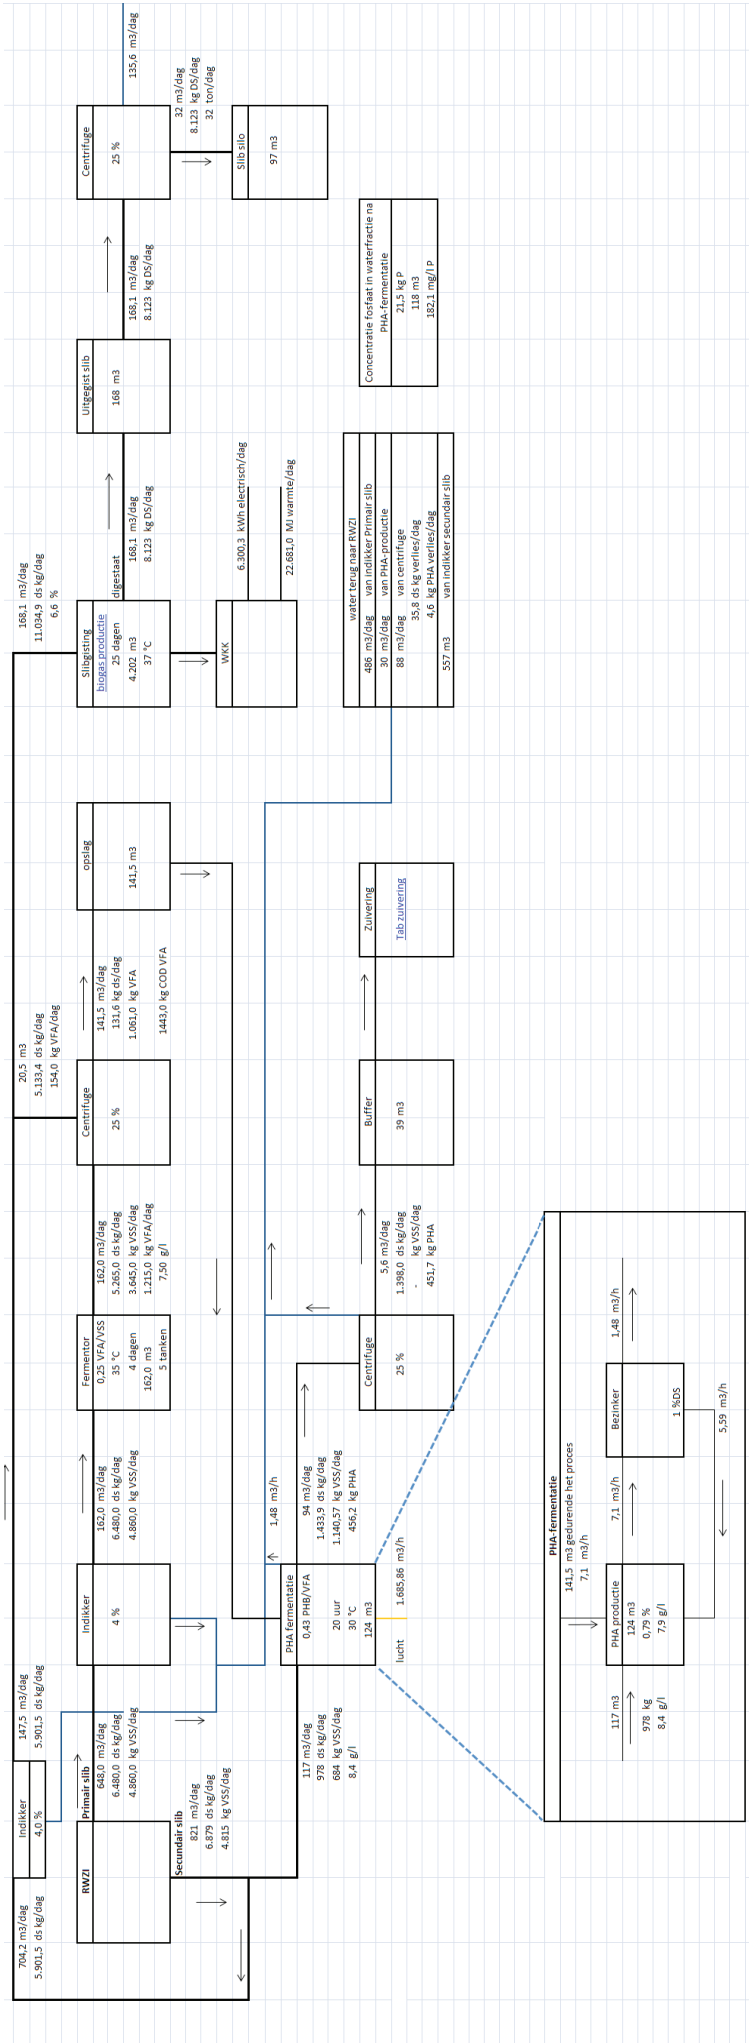 704,2 m3/dag
5.901,5 ds kg/dag
Indikker
4,0 %
147,5 m3/dag
5.901,5 ds kg/dag
20,5 m3
5.133,4 ds kg/dag
154,0 kg VFA/dag
168,1 m3/dag
11.034,9 ds kg/dag
6,6 %
RWZI
Primair slib
648,0 m3/dag
6.480,0 ds kg/dag
4.860,0 kg VSS/dag
Indikker
4 %
162,0 m3/dag
6.480,0 ds kg/dag
4.860,0 kg VSS/dag
Fermentor
0,25 VFA/VSS
35 °C
4 dagen
162,0 m3
5 tanken
162,0 m3/dag
5.265,0 ds kg/dag
3.645,0 kg VSS/dag
1.215,0 kg VFA/dag
7,50 g/l
Centrifuge
25 %
141,5 m3/dag
131,6 kg ds/dag
1.061,0 kg VFA
1443,0 kg COD VFA
opslag
141,5 m3
Slibgisting
biogas productie
25 dagen
4.202 m3
37 °C
digestaat
168,1 m3/dag
8.123 kg DS/dag
Uitgegist slib
168 m3
168,1 m3/dag
8.123 kg DS/dag
Centrifuge
25 %
135,6 m3/dag
32 m3/dag
8.123 kg DS/dag
32 ton/dag
Slib silo
97 m3
Secundair slib
821 m3/dag
6.879 ds kg/dag
4.815 kg VSS/dag
WKK
6.300,3 kWh electrisch/dag
22.681,0 MJ warmte/dag
117 m3/dag
978 ds kg/dag
684 kg VSS/dag
8,4 g/l
PHA fermentatie
0,43 PHB/VFA
20 uur
30 °C
124 m3
lucht
1.685,86 m3/h
1,48 m3/h
94 m3/dag
1.433,9 ds kg/dag
1.140,57 kg VSS/dag
456,2 kg PHA
Centrifuge
25 %
5,6 m3/dag
1.398,0 ds kg/dag
- kg VSS/dag
451,7 kg PHA
Buffer
39 m3
Zuivering
Tab zuivering
water terug naar RWZI
486 m3/dag van indikker Primair slib
30 m3/dag van PHA-productie
88 m3/dag van centrifuge
35,8 ds kg verlies/dag
4,6 kg PHA verlies/dag
557 m3 van indikker secundair slib
Concentratie fosfaat in waterfractie na
PHA-fermentatie
21,5 kg P
118 m3
182,1 mg/l P
PHA-fermentatie
141,5 m3 gedurende het proces
7,1 m3/h
117 m3
978 kg
8,4 g/l
PHA productie
124 m3
0,79 %
7,9 g/l
7,1 m3/h
Bezinker
1 %DS
1,48 m3/h
5,59 m3/h